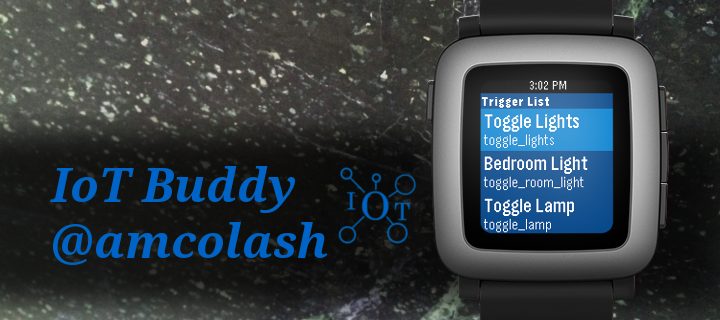 IoT Buddy
@amcolash
IOT
3:02 PM
Trigger List
Toggle Lights
toggle_lights
Bedroom Light
toggle_room_light
Toggle Lamp
toggle_lamp